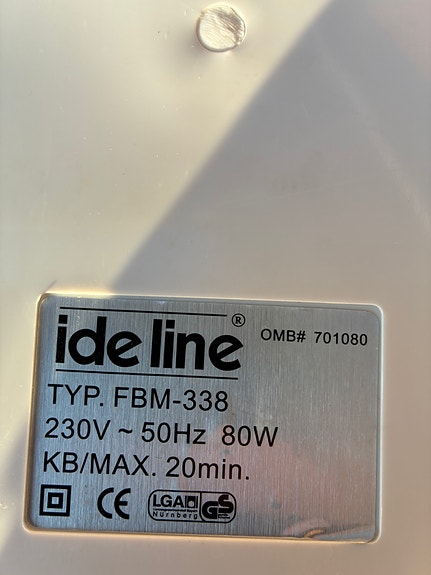 ide line®
OMB# 701080
TYP. FBM-338
230V ~ 50Hz 80W
KB/MAX. 20min.
CE LGA GS
Nürnberg